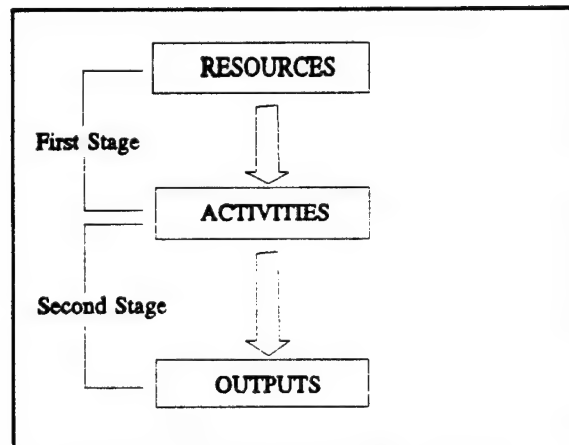 RESOURCES
First Stage
ACTIVITIES
Second Stage
OUTPUTS